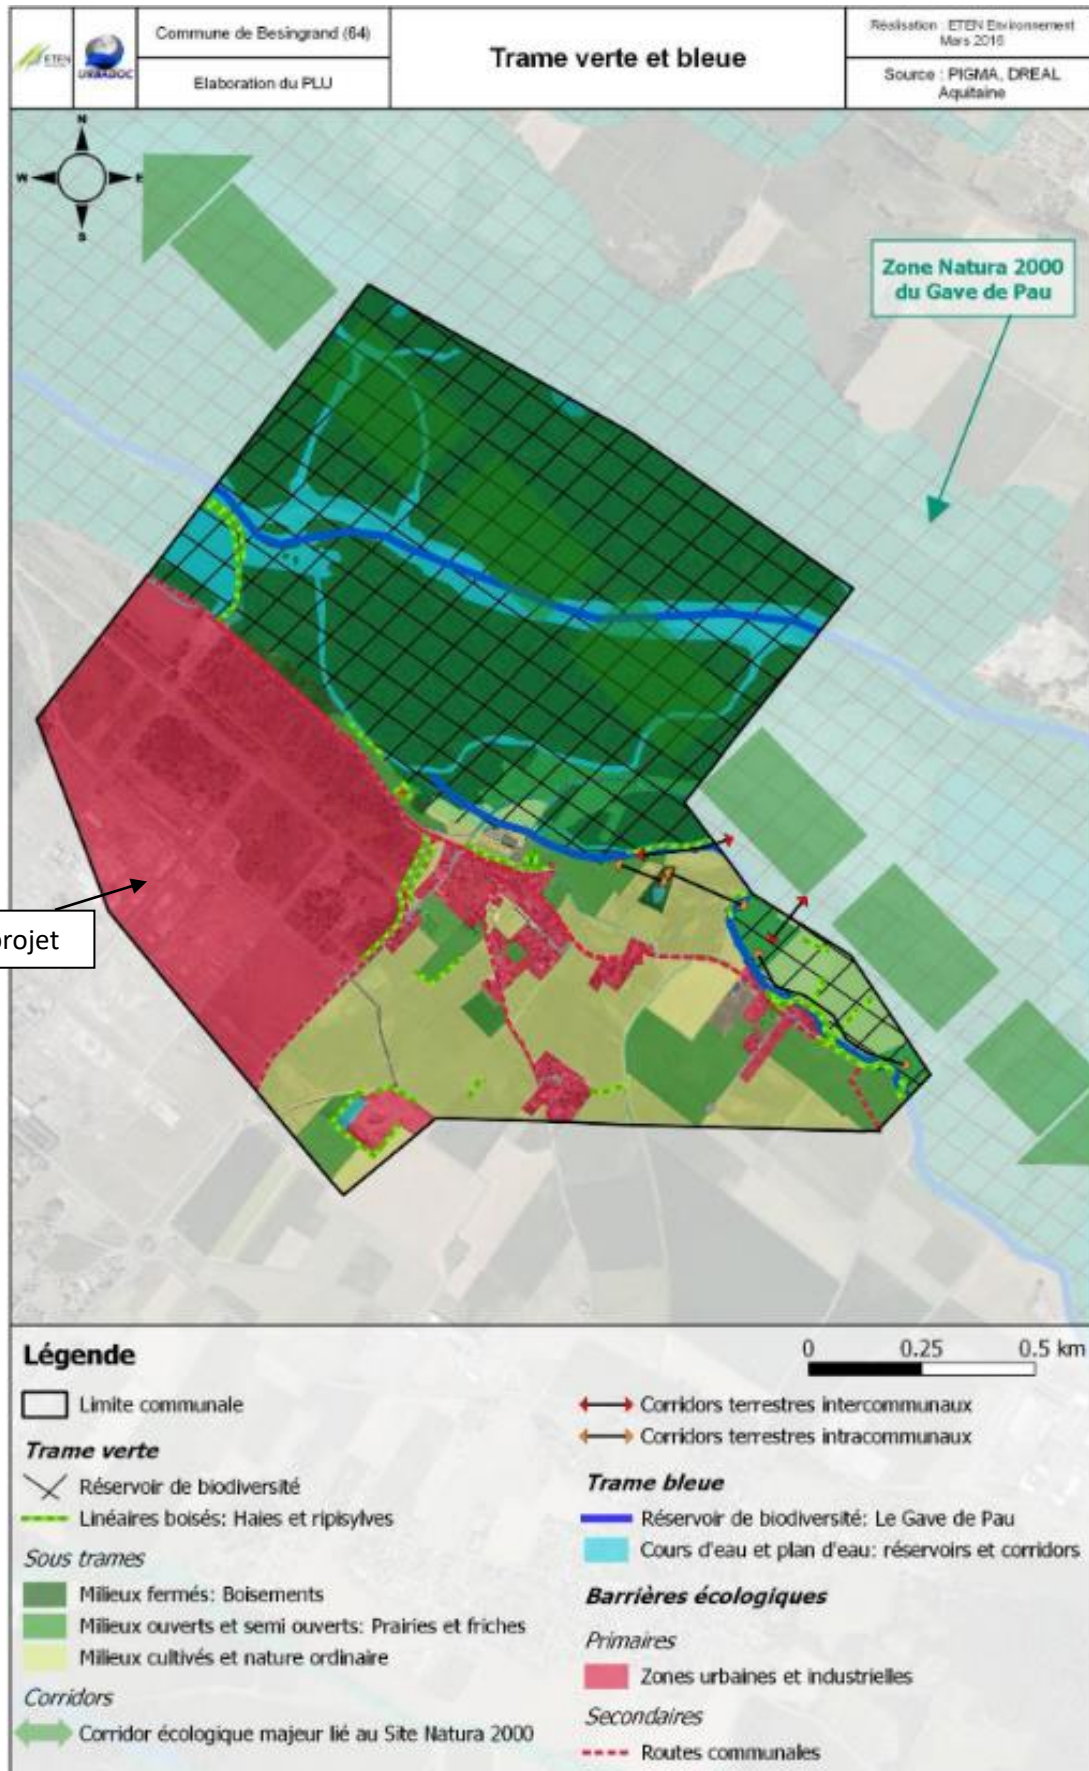 ETEN
URBADOC
Commune de Besingrand (64)
Elaboration du PLU
Trame verte et bleue
Réalisation : ETEN Environnement
Mars 2016
Source : PIGMA, DREAL
Aquitaine
N
W
E
S
Zone Natura 2000
du Gave de Pau
projet
Légende
0 0.25 0.5 km
Limite communale
Trame verte
Réservoir de biodiversité
Linéaires boisés: Haies et ripisylves
Sous trames
Milieux fermés: Boisements
Milieux ouverts et semi ouverts: Prairies et friches
Milieux cultivés et nature ordinaire
Corridors
Corridor écologique majeur lié au Site Natura 2000
Corridors terrestres intercommunaux
Corridors terrestres intracommunaux
Trame bleue
Réservoir de biodiversité: Le Gave de Pau
Cours d'eau et plan d'eau: réservoirs et corridors
Barrières écologiques
Primaires
Zones urbaines et industrielles
Secondaires
Routes communales